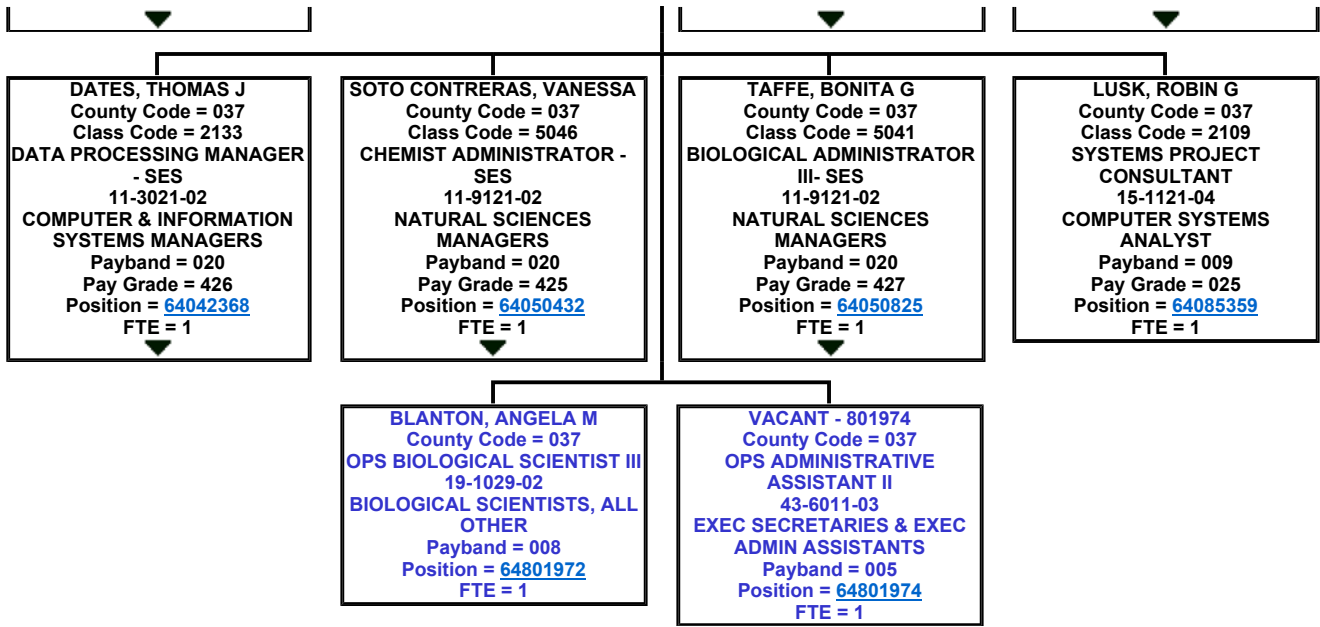 DATES, THOMAS J
County Code = 037
Class Code = 2133
DATA PROCESSING MANAGER
- SES
11-3021-02
COMPUTER & INFORMATION
SYSTEMS MANAGERS
Payband = 020
Pay Grade = 426
Position = 64042368
FTE = 1
SOTO CONTRERAS, VANESSA
County Code = 037
Class Code = 5046
CHEMIST ADMINISTRATOR -
SES
11-9121-02
NATURAL SCIENCES
MANAGERS
Payband = 020
Pay Grade = 425
Position = 64050432
FTE = 1
TAFFE, BONITA G
County Code = 037
Class Code = 5041
BIOLOGICAL ADMINISTRATOR
III- SES
11-9121-02
NATURAL SCIENCES
MANAGERS
Payband = 020
Pay Grade = 427
Position = 64050825
FTE = 1
LUSK, ROBIN G
County Code = 037
Class Code = 2109
SYSTEMS PROJECT
CONSULTANT
15-1121-04
COMPUTER SYSTEMS
ANALYST
Payband = 009
Pay Grade = 025
Position = 64085359
FTE = 1
BLANTON, ANGELA M
County Code = 037
OPS BIOLOGICAL SCIENTIST III
19-1029-02
BIOLOGICAL SCIENTISTS, ALL
OTHER
Payband = 008
Position = 64801972
FTE = 1
VACANT - 801974
County Code = 037
OPS ADMINISTRATIVE
ASSISTANT II
43-6011-03
EXEC SECRETARIES & EXEC
ADMIN ASSISTANTS
Payband = 005
Position = 64801974
FTE = 1